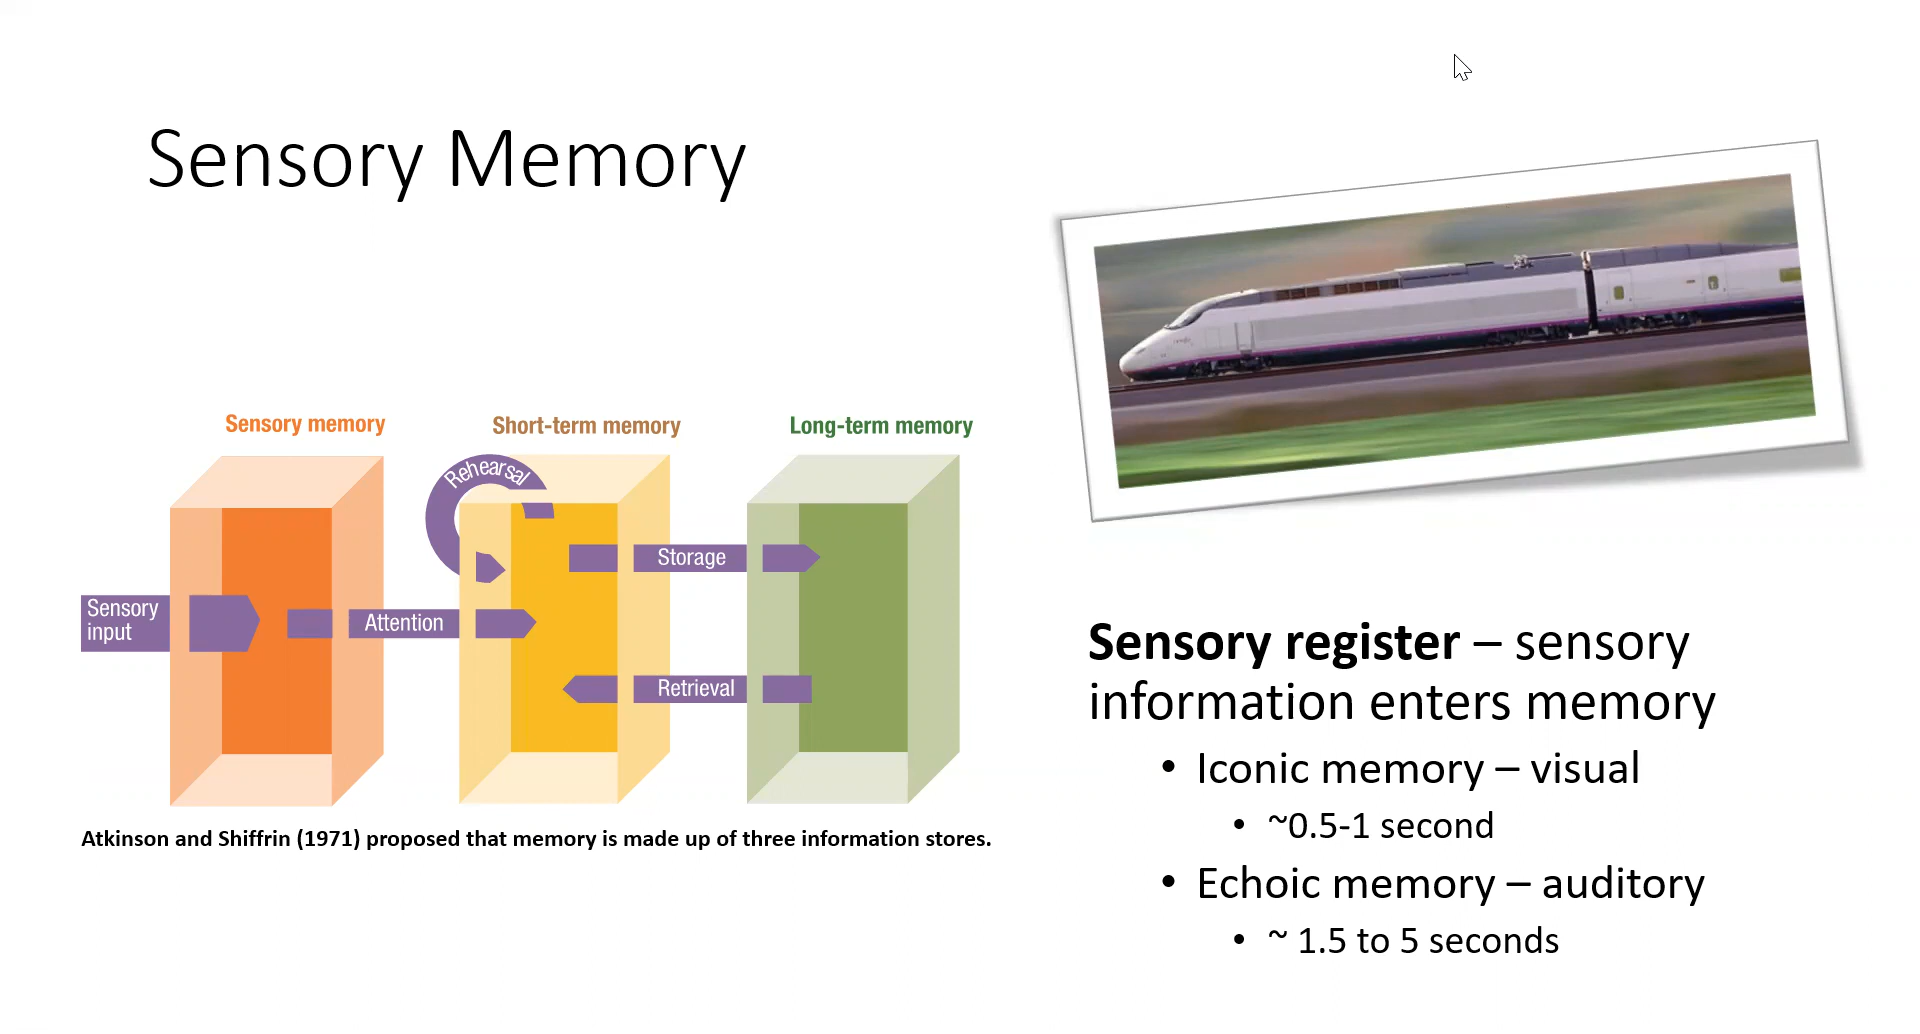 Sensory Memory
Sensory memory
Short-term memory
Long-term memory
Rehearsal
Storage
Sensory
input
Attention
Retrieval
Atkinson and Shiffrin (1971) proposed that memory is made up of three information stores.
Sensory register – sensory
information enters memory
• Iconic memory – visual
• ~0.5-1 second
• Echoic memory – auditory
• ~ 1.5 to 5 seconds